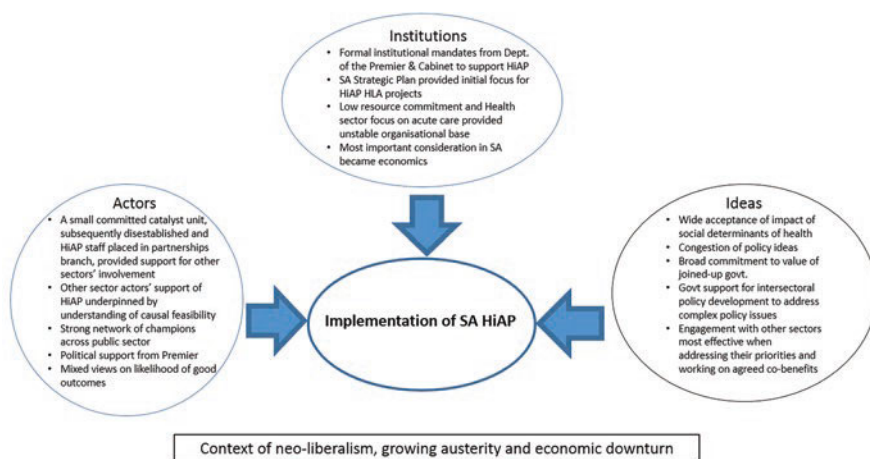 Institutions
• Formal institutional mandates from Dept.
of the Premier & Cabinet to support HiAP
• SA Strategic Plan provided initial focus for
HiAP HLA projects
• Low resource commitment and Health
sector focus on acute care provided
unstable organisational base
• Most important consideration in SA
became economics
Actors
• A small committed catalyst unit,
subsequently disestablished and
HiAP staff placed in partnerships
branch, provided support for other
sectors' involvement
• Other sector actors' support of
HiAP underpinned by
understanding of causal feasibility
• Strong network of champions
across public sector
• Political support from Premier
• Mixed views on likelihood of good
outcomes
Implementation of SA HiAP
Ideas
• Wide acceptance of impact of
social determinants of health
• Congestion of policy ideas
• Broad commitment to value of
joined-up govt.
• Govt support for intersectoral
policy development to address
complex policy issues
• Engagement with other sectors
most effective when
addressing their priorities and
working on agreed co-benefits
Context of neo-liberalism, growing austerity and economic downturn